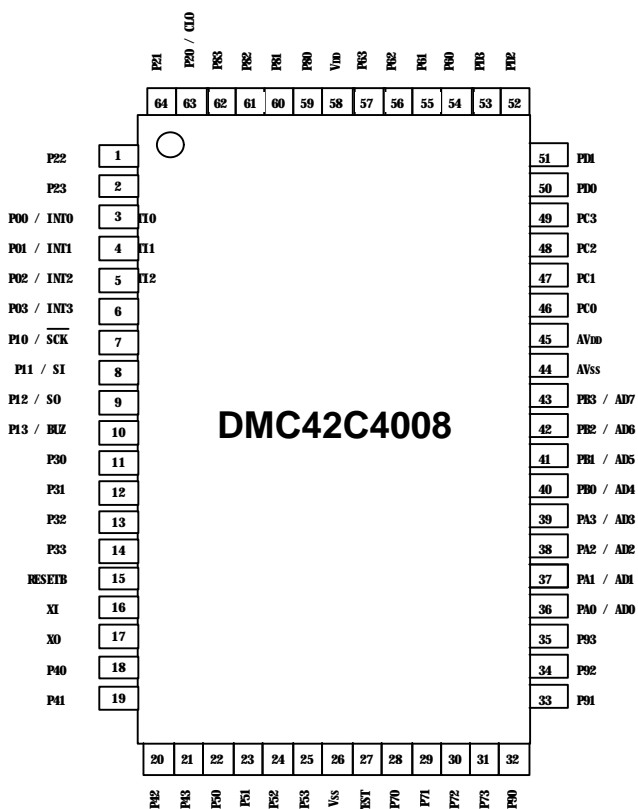 P21 P20 / CLO P83 P82 P81 P80 VDD P63 P62 P61 P60 PD3 PD2
64 63 62 61 60 59 58 57 56 55 54 53 52
P22 1 51 PD1
P23 2 50 PD0
P00 / INT0 3 TI0 49 PC3
P01 / INT1 4 TI1 48 PC2
P02 / INT2 5 TI2 47 PC1
P03 / INT3 6 46 PC0
P10 / SCK 7 45 AVDD
P11 / SI 8 44 AVSS
P12 / SO 9 43 PB3 / AD7
P13 / BUZ 10 DMC42C4008 42 PB2 / AD6
P30 11 41 PB1 / AD5
P31 12 40 PB0 / AD4
P32 13 39 PA3 / AD3
P33 14 38 PA2 / AD2
RESETB 15 37 PA1 / AD1
XI 16 36 PA0 / AD0
XO 17 35 P93
P40 18 34 P92
P41 19 33 P91
20 21 22 23 24 25 26 27 28 29 30 31 32
P42 P43 P50 P51 P52 P53 VSS EST P70 P71 P72 P73 P90